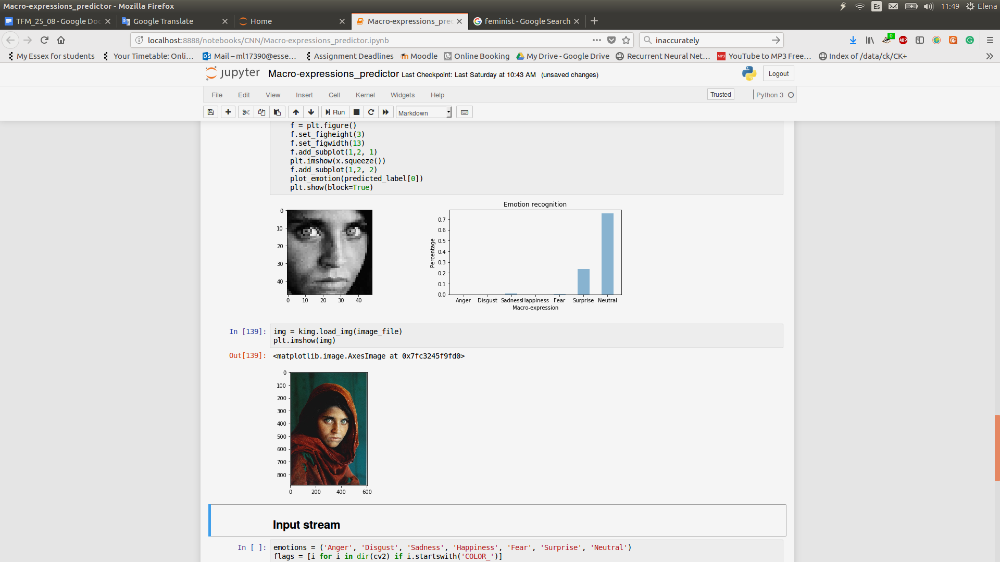 Macro-expressions_predictor - Mozilla Firefox
Es
11:49
Elena
TFM_25_08 - Google Doc
Google Translate
Home
Macro-expressions_pred
feminist - Google Search
localhost:8888/notebooks/CNN/Macro-expressions_predictor.ipynb
inaccurately
0
ABP
My Essex for students
Your Timetable: Onli…
Mail – ml17390@esse…
Assignment Deadlines
Moodle
Online Booking
My Drive - Google Drive
Recurrent Neural Net…
MP3
YouTube to MP3 Free…
Index of /data/ck/CK+
jupyter
Macro-expressions_predictor Last Checkpoint: Last Saturday at 10:43 AM (unsaved changes)
Logout
File Edit View Insert Cell Kernel Widgets Help
Trusted
Python 3
Run
Markdown
f = plt.figure()
f.set_figheight(3)
f.set_figwidth(13)
f.add_subplot(1,2, 1)
plt.imshow(x.squeeze())
f.add_subplot(1,2, 2)
plot_emotion(predicted_label[0])
plt.show(block=True)
0
10
20
30
40
0 10 20 30 40
Emotion recognition
Percentage
0.7
0.6
0.5
0.4
0.3
0.2
0.1
0.0
Anger Disgust Sadness Happiness Fear Surprise Neutral
Macro-expression
In [139]:
img = kimg.load_img(image_file)
plt.imshow(img)
Out[139]:
<matplotlib.image.AxesImage at 0x7fc3245f9fd0>
0
100
200
300
400
500
600
700
800
0 200 400 600
Input stream
In [ ]:
emotions = ('Anger', 'Disgust', 'Sadness', 'Happiness', 'Fear', 'Surprise', 'Neutral')
flags = [i for i in dir(cv2) if i.startswith('COLOR_')]